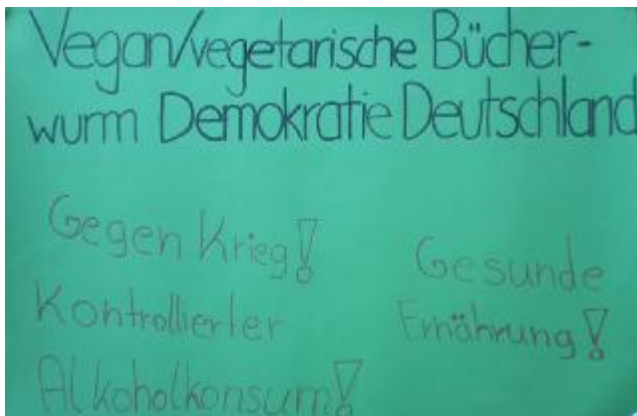 Vegan/vegetarische Bücher-
wurm Demokratie Deutschland
Gegen Krieg!
Kontrollierter
Alkoholkonsum!
Gesunde
Ernährung!